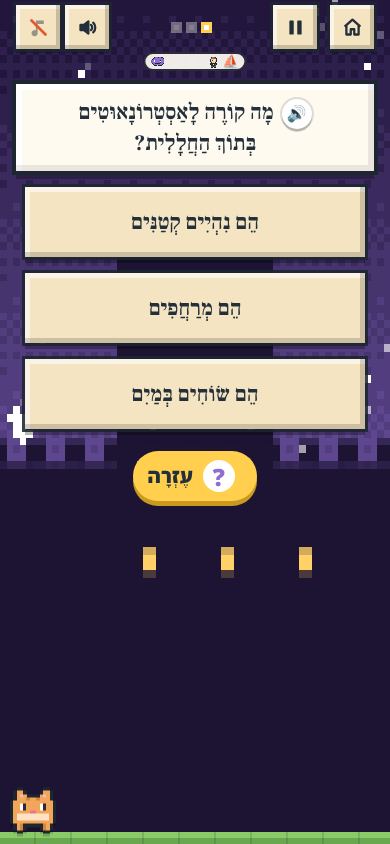 מָה קוֹרֶה לָאַסְטְרוֹנָאוּטִים
בְּתוֹךְ הַחֲלָלִית?
הֵם נִהְיִים קְטַנִּים
הֵם מְרַחֲפִים
הֵם שׂוֹחִים בְּמַיִם
? עֶזְרָה